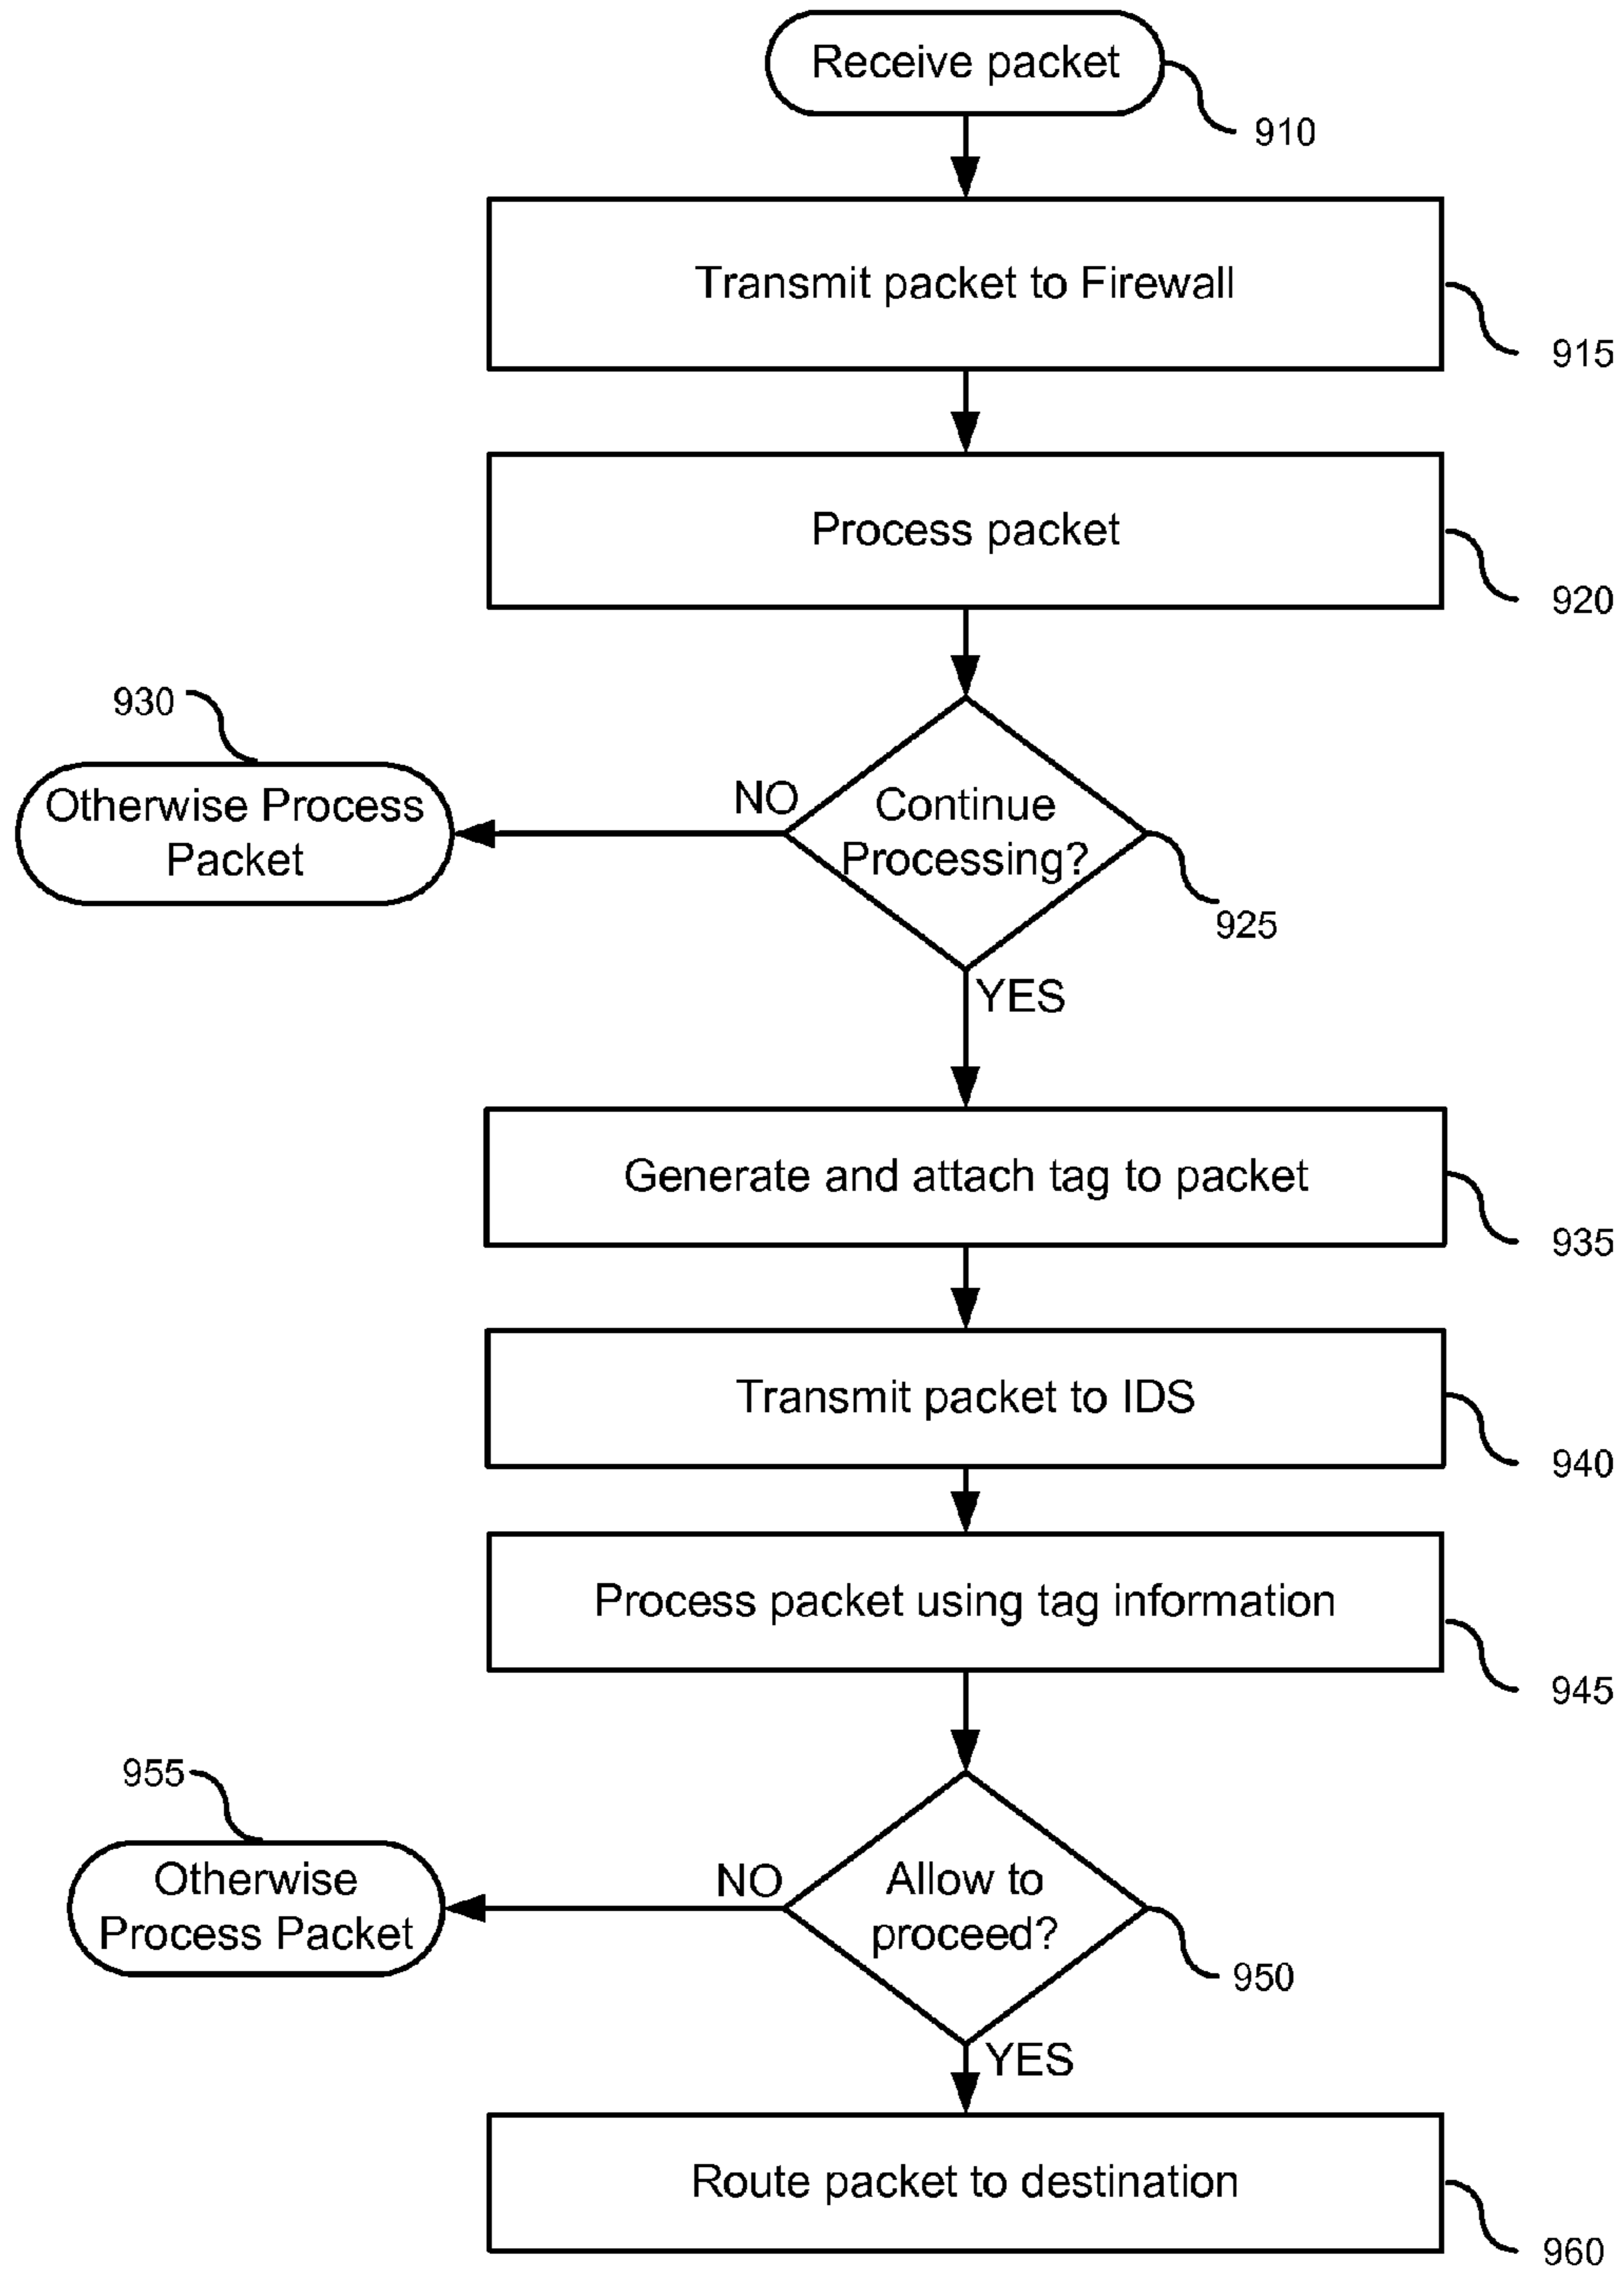 Receive packet
910
Transmit packet to Firewall
915
Process packet
920
930
Otherwise Process
Packet
NO
Continue
Processing?
925
YES
Generate and attach tag to packet
935
Transmit packet to IDS
940
Process packet using tag information
945
955
Otherwise
Process Packet
NO
Allow to
proceed?
950
YES
Route packet to destination
960